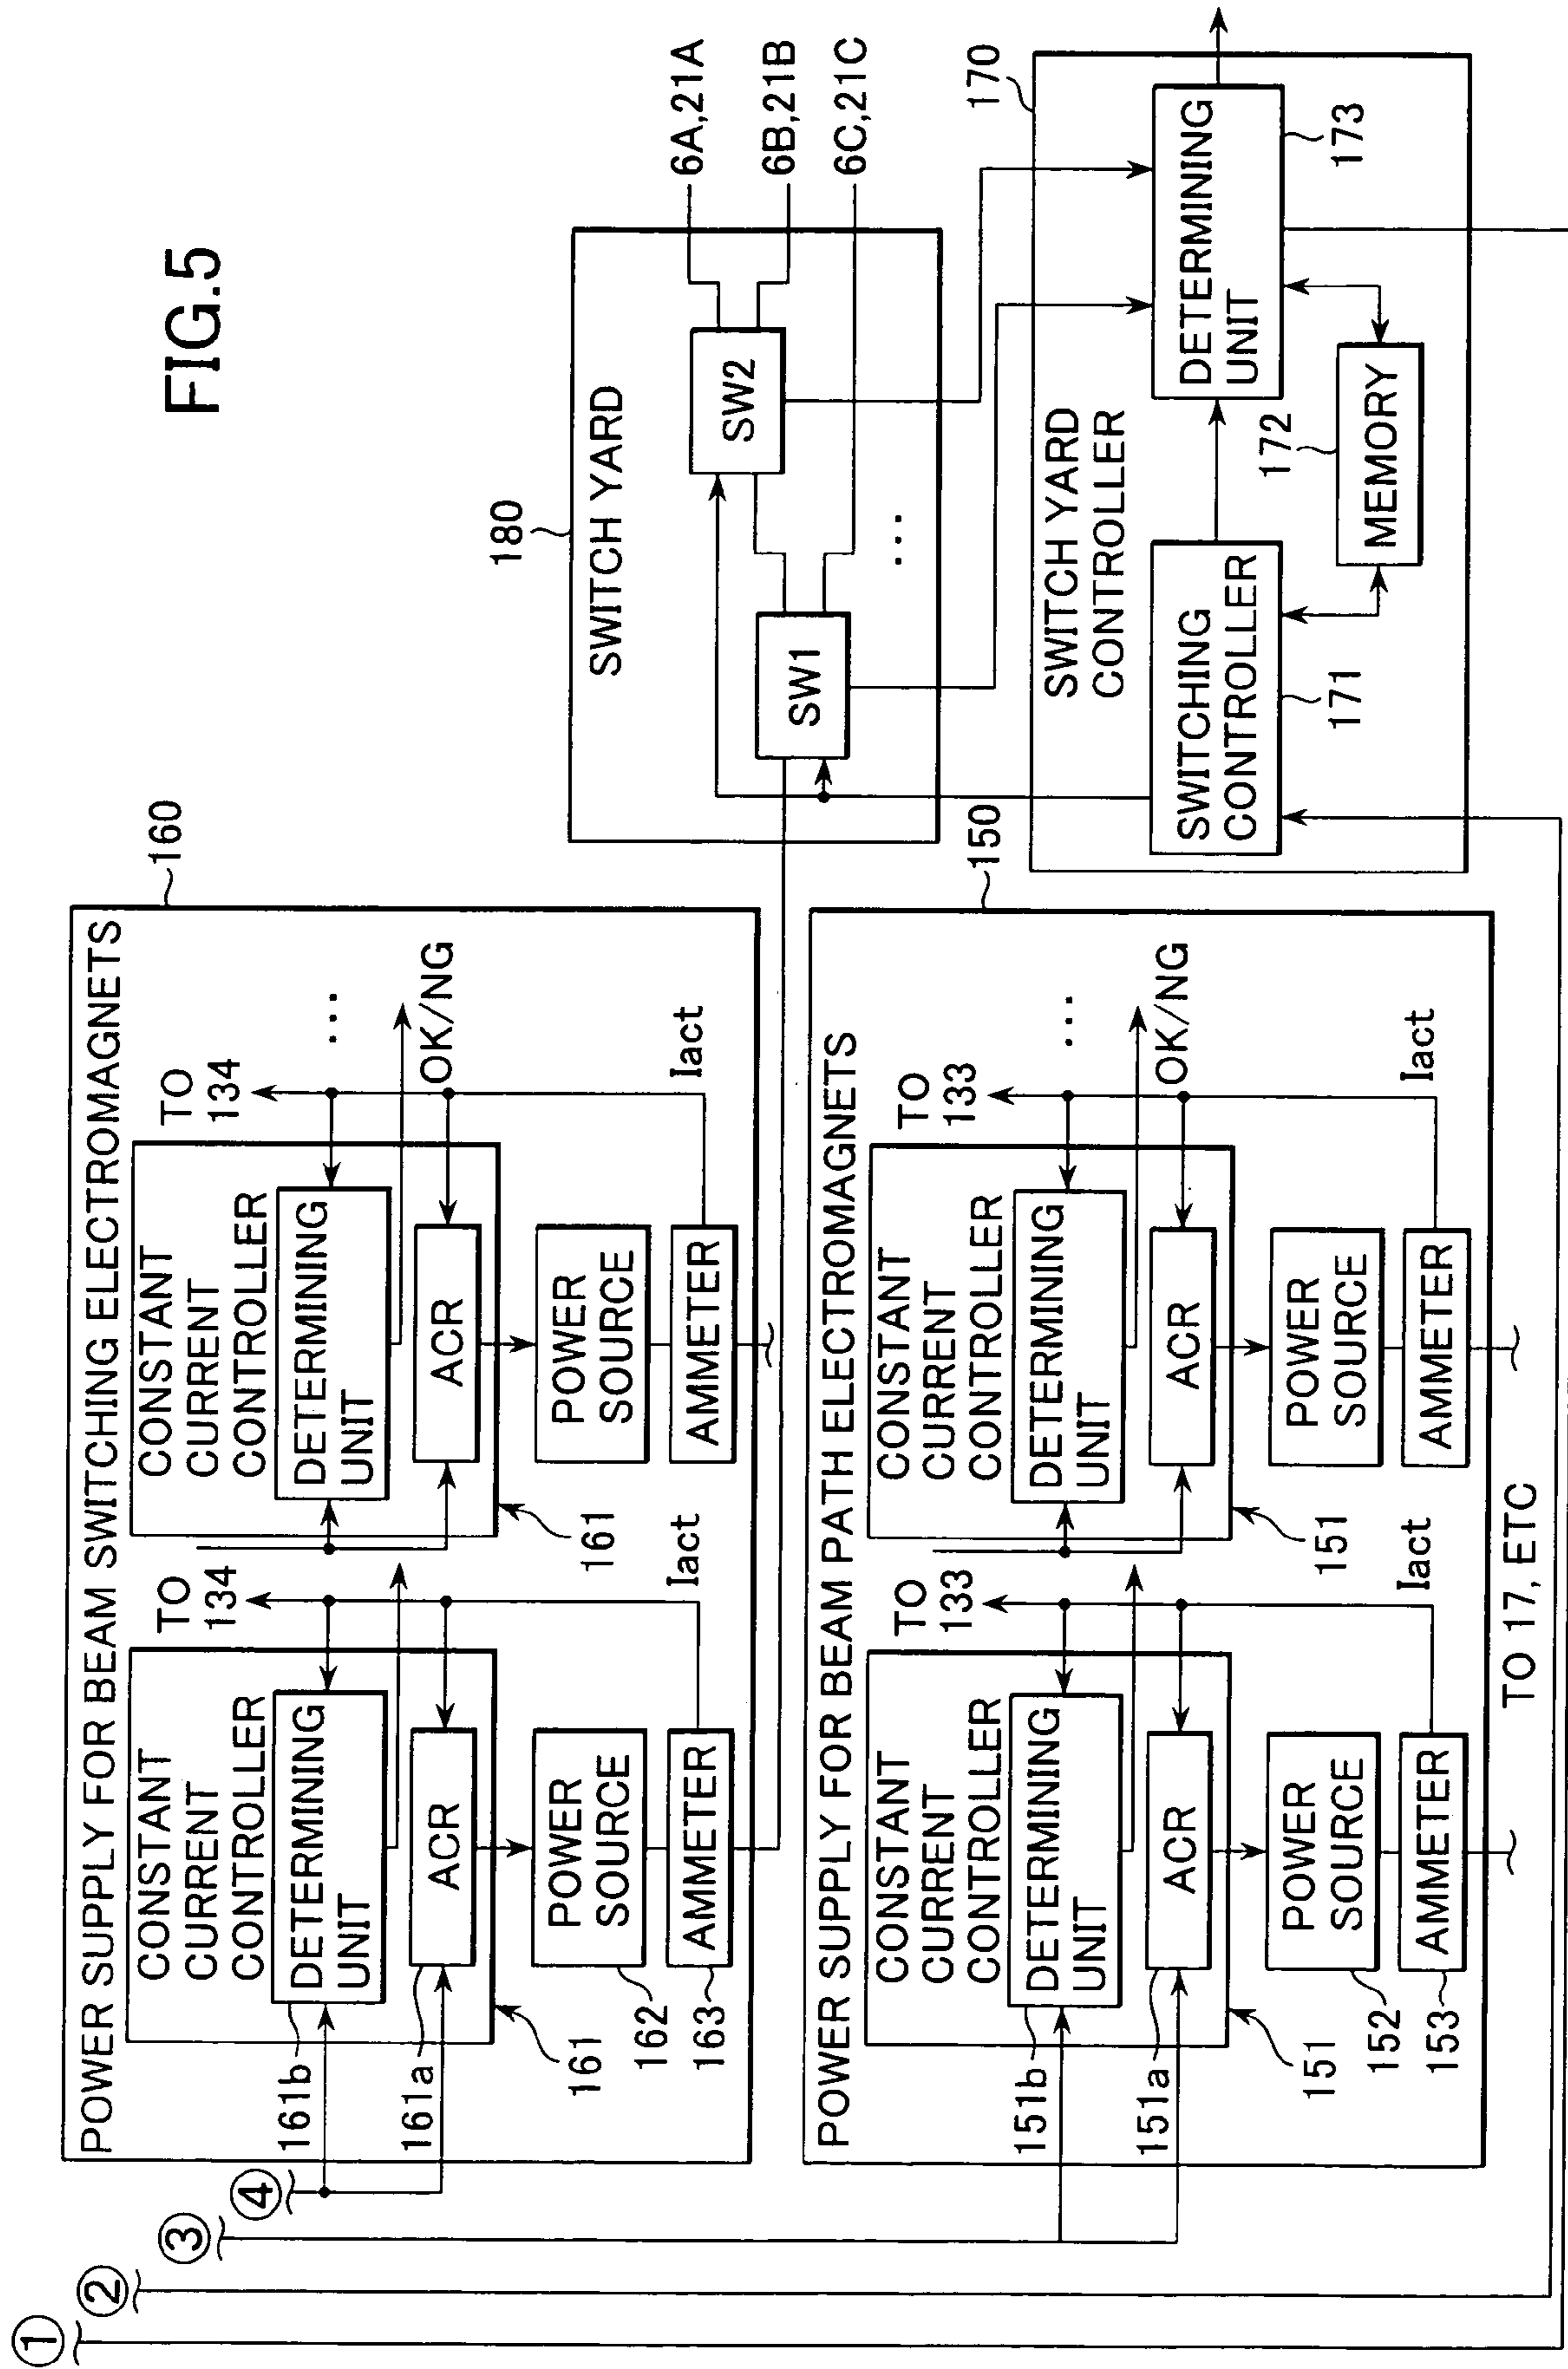 FIG.5
①
②
③
④
POWER SUPPLY FOR BEAM SWITCHING ELECTROMAGNETS
160
CONSTANT
CURRENT
CONTROLLER
DETERMINING
UNIT
ACR
POWER
SOURCE
AMMETER
161b
161a
161
162
163
TO
134
Iact
CONSTANT
CURRENT
CONTROLLER
DETERMINING
UNIT
ACR
POWER
SOURCE
AMMETER
161
TO
134
...
OK/NG
Iact
POWER SUPPLY FOR BEAM PATH ELECTROMAGNETS
150
CONSTANT
CURRENT
CONTROLLER
DETERMINING
UNIT
ACR
POWER
SOURCE
AMMETER
151b
151a
151
152
153
TO
133
Iact
CONSTANT
CURRENT
CONTROLLER
DETERMINING
UNIT
ACR
POWER
SOURCE
AMMETER
151
TO
133
...
OK/NG
Iact
TO 17, ETC
180
SWITCH YARD
SW1
SW2
...
6A,21A
6B,21B
6C,21C
170
SWITCH YARD
CONTROLLER
SWITCHING
CONTROLLER
171
MEMORY
172
DETERMINING
UNIT
173